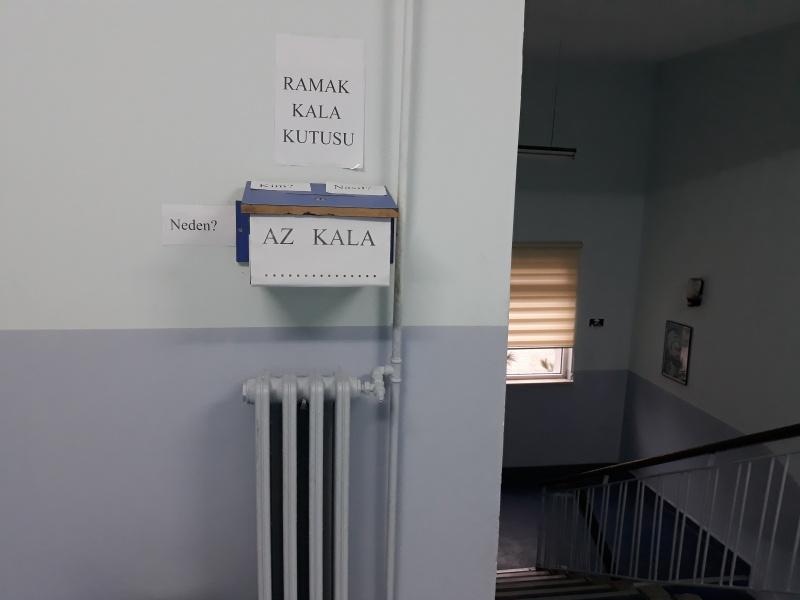 RAMAK
KALA
KUTUSU
Kim?
Nasıl?
Neden?
AZ KALA
...............